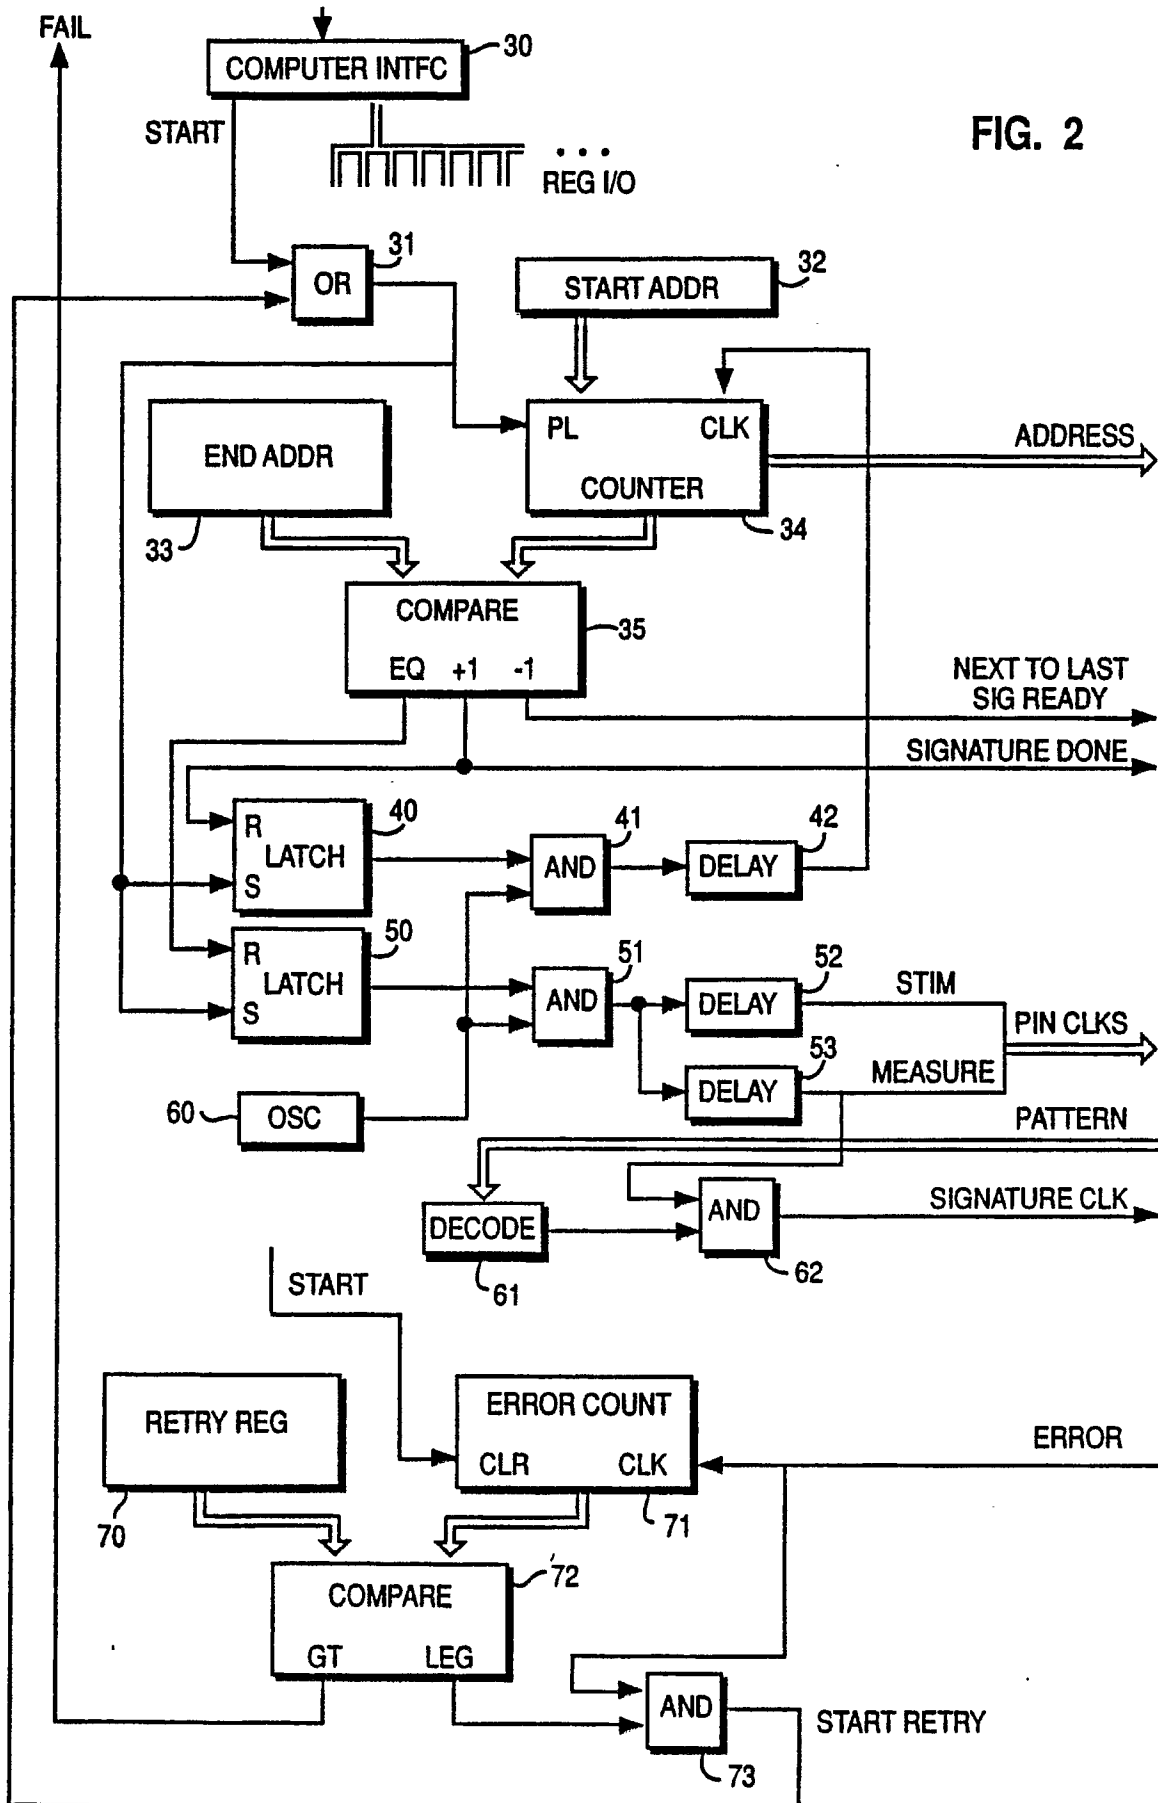 FAIL
30
COMPUTER INTFC
START
FIG. 2
• • •
REG I/O
31
OR
32
START ADDR
PL CLK
COUNTER
34
ADDRESS
END ADDR
33
COMPARE
EQ +1 -1
35
NEXT TO LAST
SIG READY
SIGNATURE DONE
40
R
LATCH
S
41
AND
42
DELAY
50
R
LATCH
S
51
AND
52
DELAY
STIM
PIN CLKS
53
DELAY
MEASURE
60
OSC
PATTERN
DECODE
61
AND
62
SIGNATURE CLK
START
RETRY REG
70
ERROR COUNT
CLR CLK
71
ERROR
72
COMPARE
GT LEG
AND
73
START RETRY